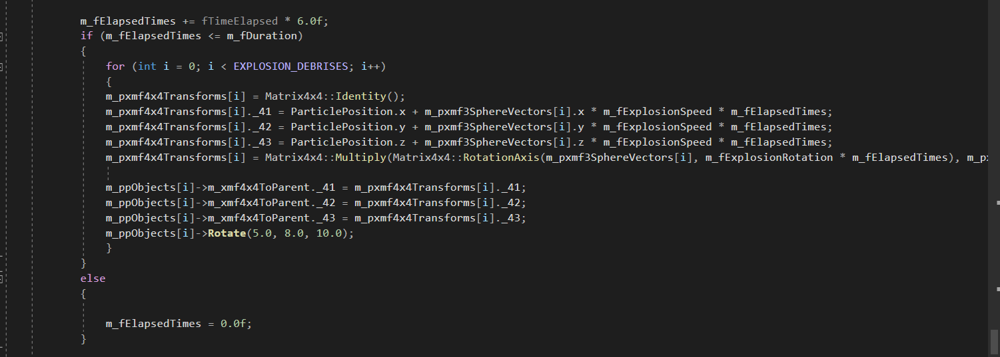 m_fElapsedTimes += fTimeElapsed * 6.0f;
if (m_fElapsedTimes <= m_fDuration)
{
for (int i = 0; i < EXPLOSION_DEBRISES; i++)
{
m_pxmf4x4Transforms[i] = Matrix4x4::Identity();
m_pxmf4x4Transforms[i]._41 = ParticlePosition.x + m_pxmf3SphereVectors[i].x * m_fExplosionSpeed * m_fElapsedTimes;
m_pxmf4x4Transforms[i]._42 = ParticlePosition.y + m_pxmf3SphereVectors[i].y * m_fExplosionSpeed * m_fElapsedTimes;
m_pxmf4x4Transforms[i]._43 = ParticlePosition.z + m_pxmf3SphereVectors[i].z * m_fExplosionSpeed * m_fElapsedTimes;
m_pxmf4x4Transforms[i] = Matrix4x4::Multiply(Matrix4x4::RotationAxis(m_pxmf3SphereVectors[i], m_fExplosionRotation * m_fElapsedTimes),
m_ppObjects[i]->m_xmf4x4ToParent._41 = m_pxmf4x4Transforms[i]._41;
m_ppObjects[i]->m_xmf4x4ToParent._42 = m_pxmf4x4Transforms[i]._42;
m_ppObjects[i]->m_xmf4x4ToParent._43 = m_pxmf4x4Transforms[i]._43;
m_ppObjects[i]->Rotate(5.0, 8.0, 10.0);
}
}
else
{
m_fElapsedTimes = 0.0f;
}